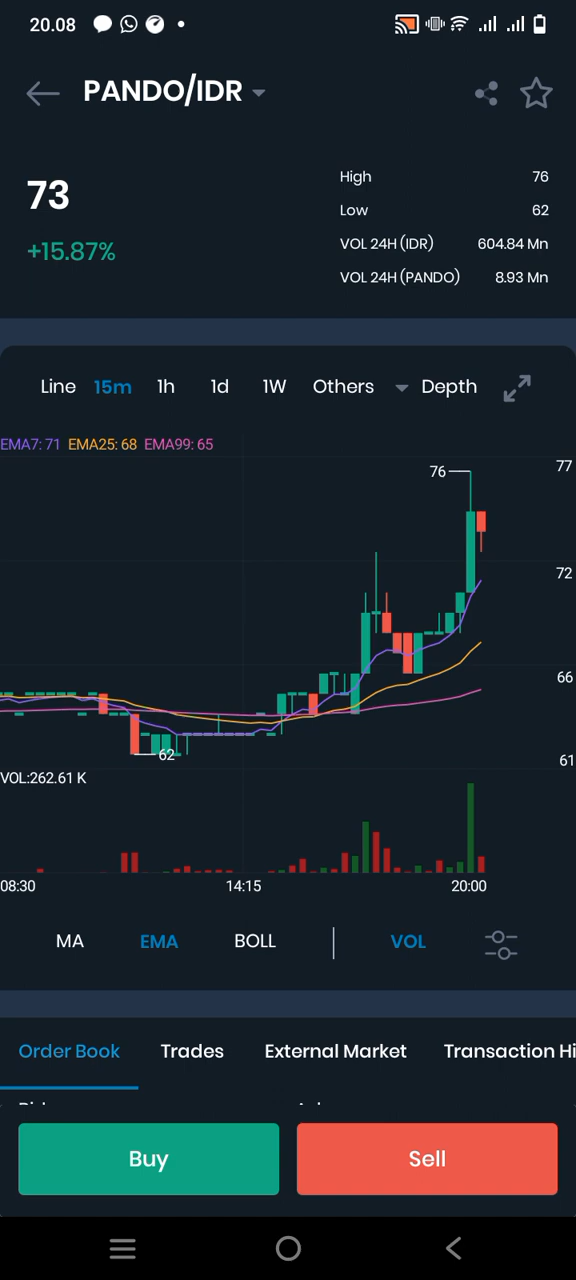 20.08
PANDO/IDR
73
+15.87%
High 76
Low 62
VOL 24H (IDR) 604.84 Mn
VOL 24H (PANDO) 8.93 Mn
Line 15m 1h 1d 1W Others Depth
EMA7: 71 EMA25: 68 EMA99: 65
77
76
72
66
62
61
VOL:262.61 K
08:30 14:15 20:00
MA EMA BOLL VOL
Order Book Trades External Market Transaction Hi
Buy Sell